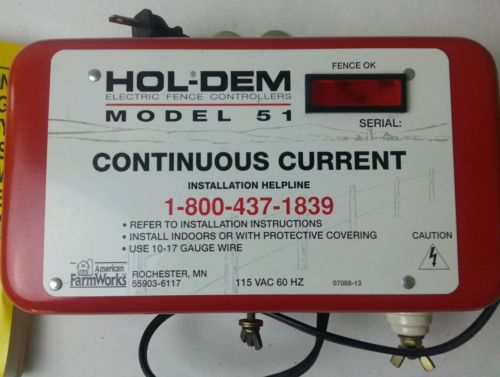 HOL-DEM®
ELECTRIC FENCE CONTROLLERS
MODEL 51
FENCE OK
SERIAL:
CONTINUOUS CURRENT
INSTALLATION HELPLINE
1-800-437-1839
• REFER TO INSTALLATION INSTRUCTIONS
• INSTALL INDOORS OR WITH PROTECTIVE COVERING
• USE 10-17 GAUGE WIRE
CAUTION
American
FarmWorks
ROCHESTER, MN
55903-6117
115 VAC 60 HZ
07088-13